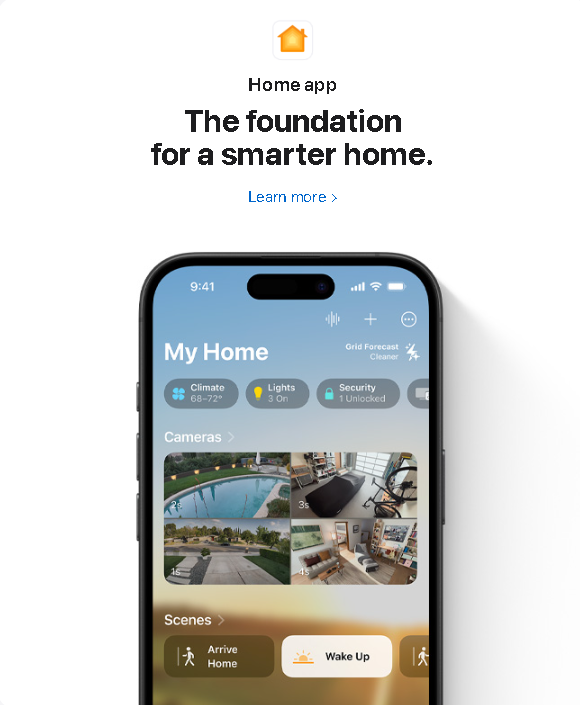 Home app
The foundation
for a smarter home.
Learn more >
9:41
My Home
Grid Forecast
Cleaner
Climate
68–72°
Lights
3 On
Security
1 Unlocked
Cameras >
2s
3s
1s
4s
Scenes >
Arrive
Home
Wake Up